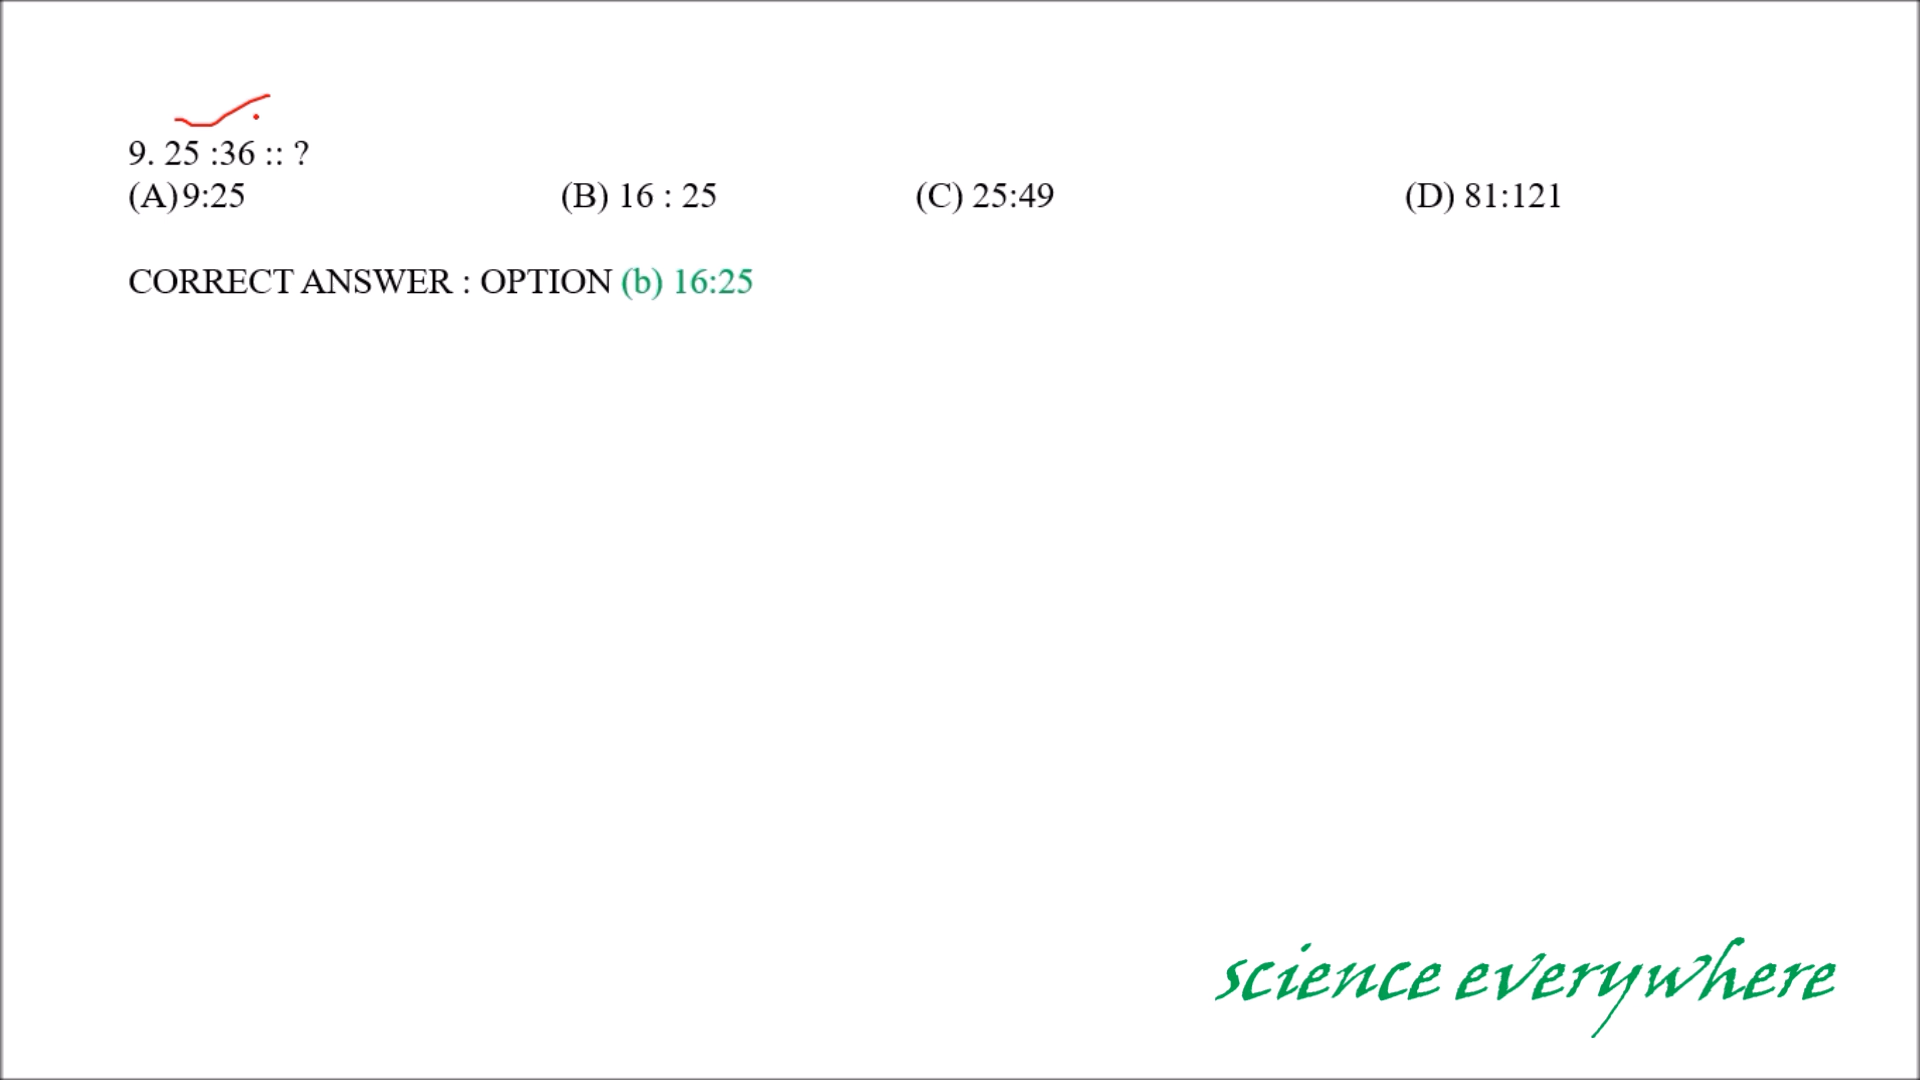 9. 25 :36 :: ?
(A)9:25 (B) 16 : 25 (C) 25:49 (D) 81:121
CORRECT ANSWER : OPTION (b) 16:25
science everywhere